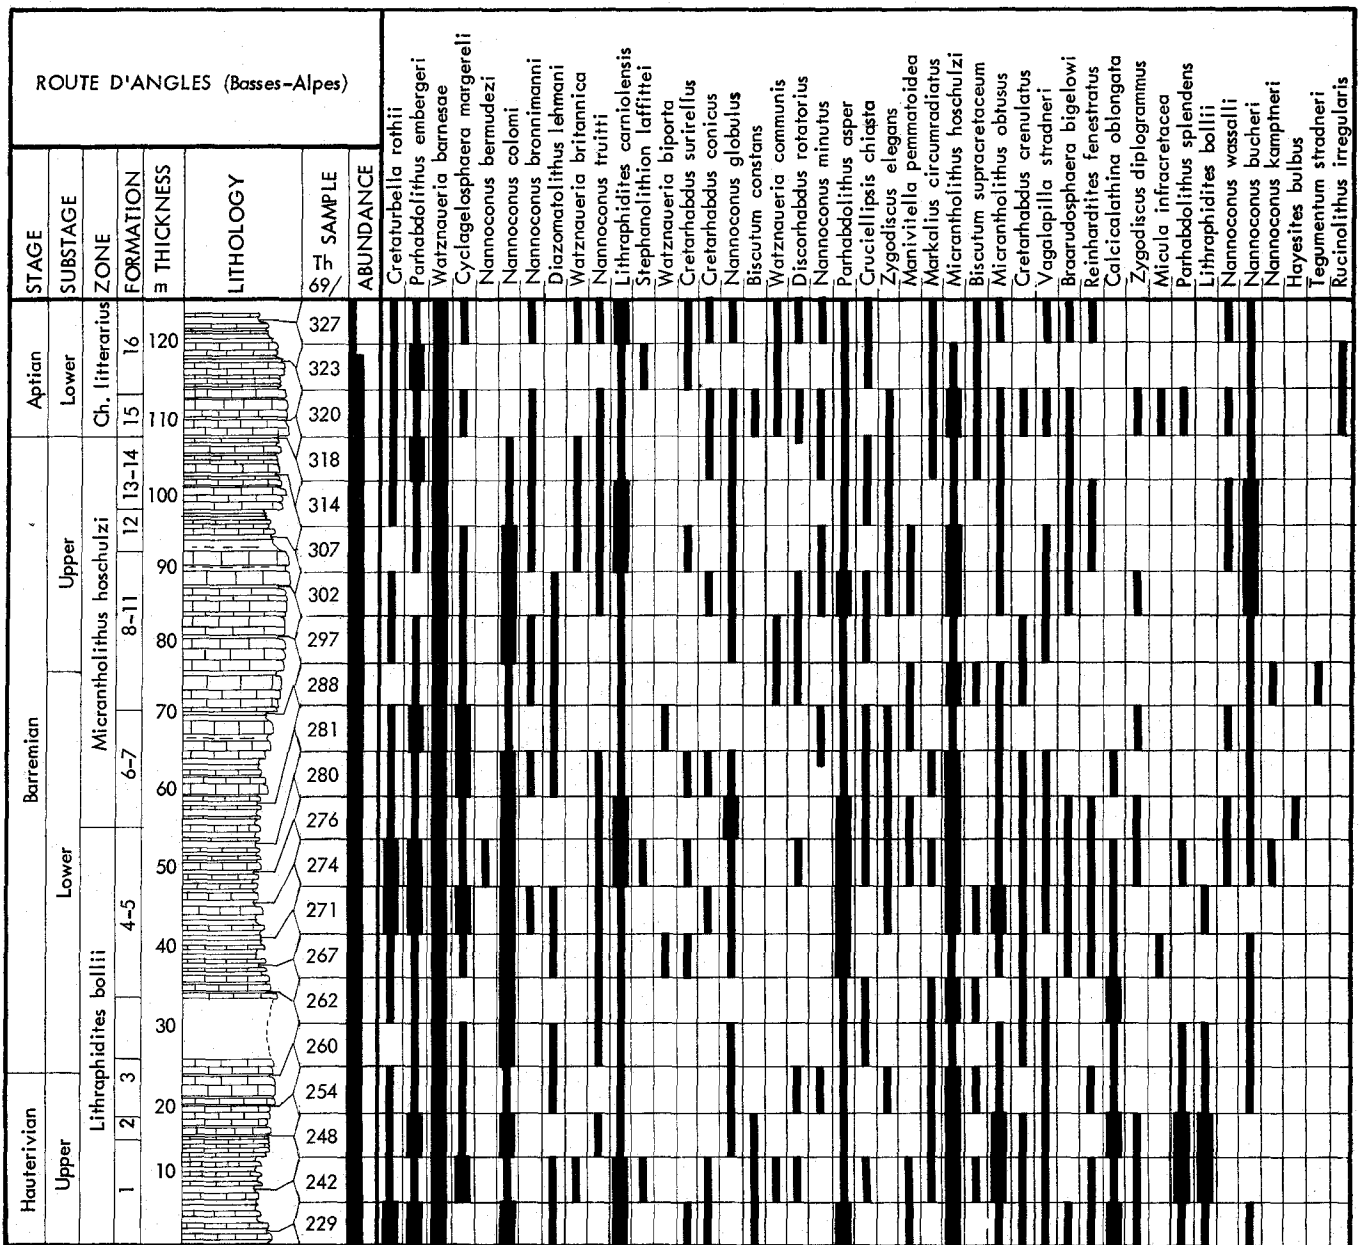 ROUTE D'ANGLES (Basses-Alpes)
STAGE
SUBSTAGE
ZONE
FORMATION
m THICKNESS
LITHOLOGY
SAMPLE
Th
69/
ABUNDANCE
Cretaturbella rothii
Parhabdolithus embergeri
Watznaueria barnesae
Cyclagelosphaera margereli
Nannoconus bermudezi
Nannoconus colomi
Nannoconus bronnimanni
Diazomatolithus lehmani
Watznaueria britannica
Nannoconus truitti
Lithraphidites carniolensis
Stephanolithion laffittei
Watznaueria biporta
Cretarhabdus surirellus
Cretarhabdus conicus
Nannoconus globulus
Biscutum constans
Watznaueria communis
Discorhabdus rotatorius
Nannoconus minutus
Parhabdolithus asper
Cruciellipsis chiasta
Zygodiscus elegans
Manivitella pemmatoidea
Markalius circumradiatus
Micrantholithus hoschulzi
Biscutum supracretaceum
Micrantholithus obtusus
Cretarhabdus crenulatus
Vagalapilla stradneri
Braarudosphaera bigelowi
Reinhardtites fenestratus
Calcicalathina oblongata
Zygodiscus diplogrammus
Micula infracretacea
Parhabdolithus splendens
Lithraphidites bollii
Nannoconus wassalli
Nannoconus bucheri
Nannoconus kamptneri
Hayesites bulbus
Tegumentum stradneri
Rucinolithus irregularis
Aptian
Barremian
Hauterivian
Lower
Upper
Lower
Upper
Ch. litterarius
Micrantholithus hoschulzi
Lithraphidites bollii
16
15
13-14
12
8-11
6-7
4-5
3
2
1
120
110
100
90
80
70
60
50
40
30
20
10
327
323
320
318
314
307
302
297
288
281
280
276
274
271
267
262
260
254
248
242
229